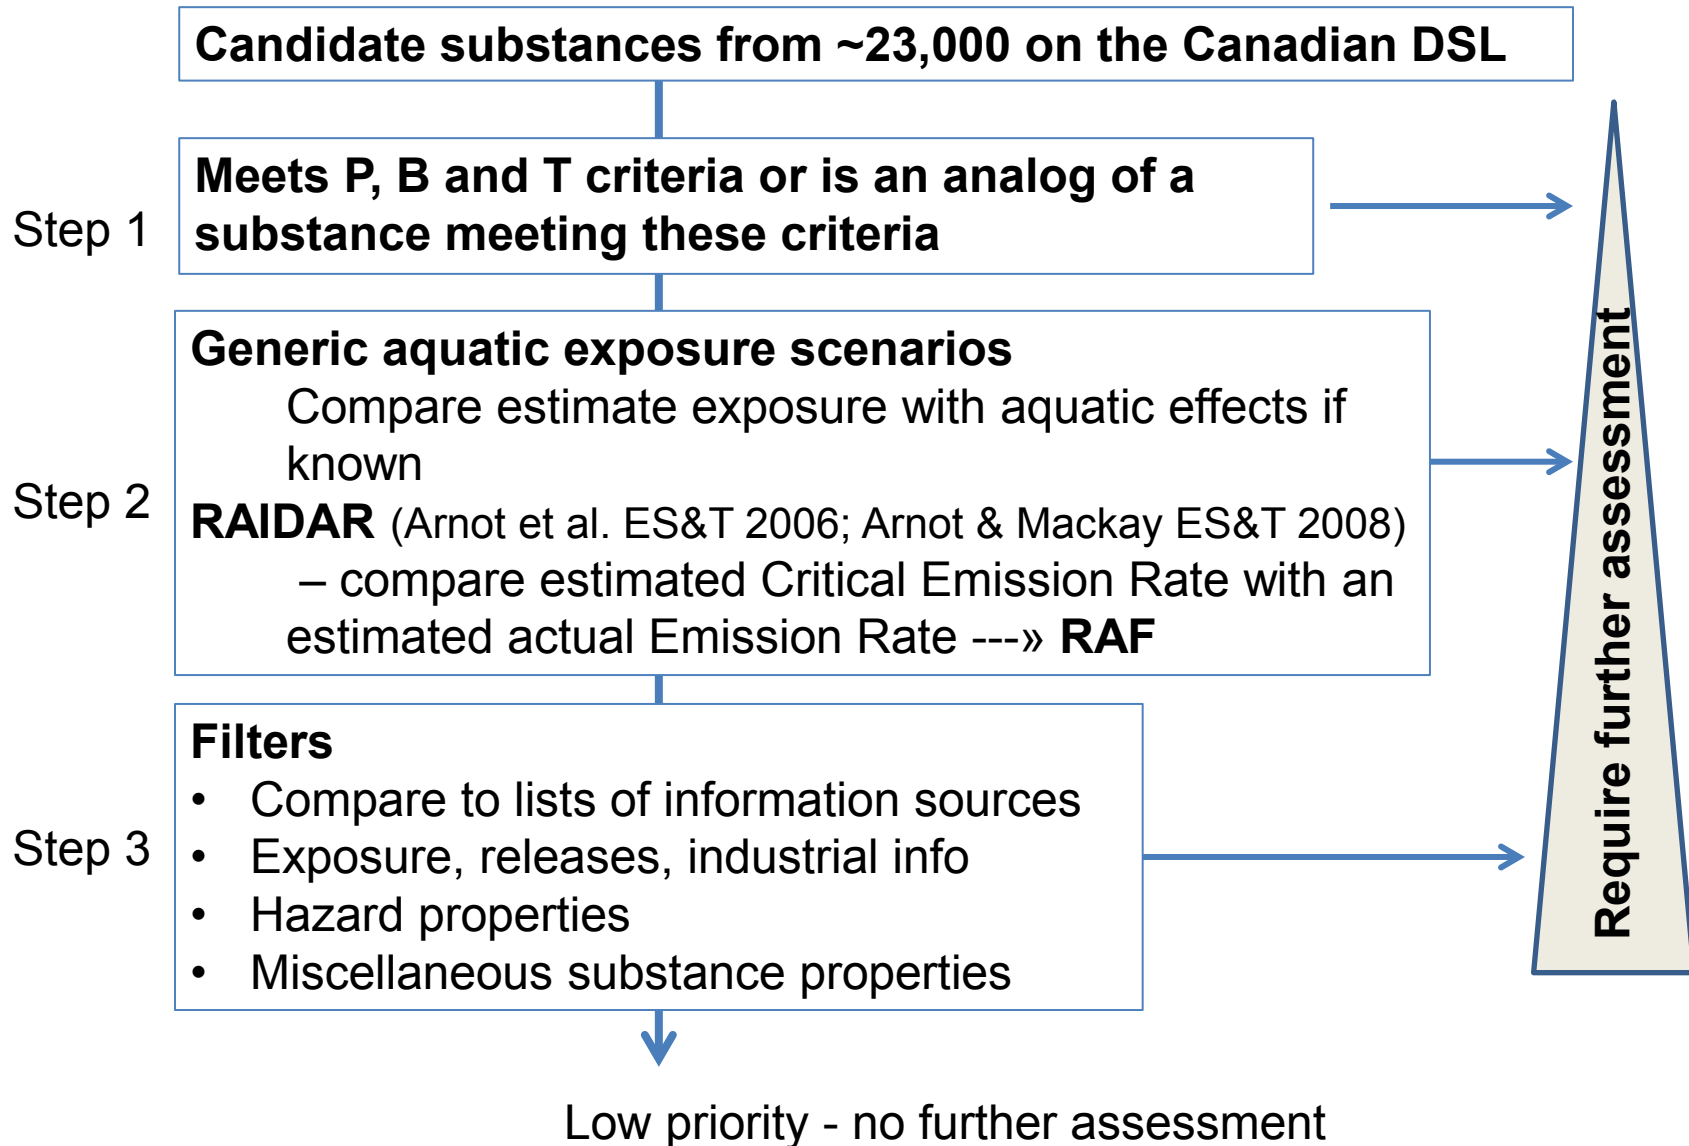 Candidate substances from ~23,000 on the Canadian DSL
Step 1
Meets P, B and T criteria or is an analog of a
substance meeting these criteria
Step 2
Generic aquatic exposure scenarios
Compare estimate exposure with aquatic effects if
known
RAIDAR (Arnot et al. ES&T 2006; Arnot & Mackay ES&T 2008)
– compare estimated Critical Emission Rate with an
estimated actual Emission Rate ---» RAF
Step 3
Filters
• Compare to lists of information sources
• Exposure, releases, industrial info
• Hazard properties
• Miscellaneous substance properties
Require further assessment
Low priority - no further assessment